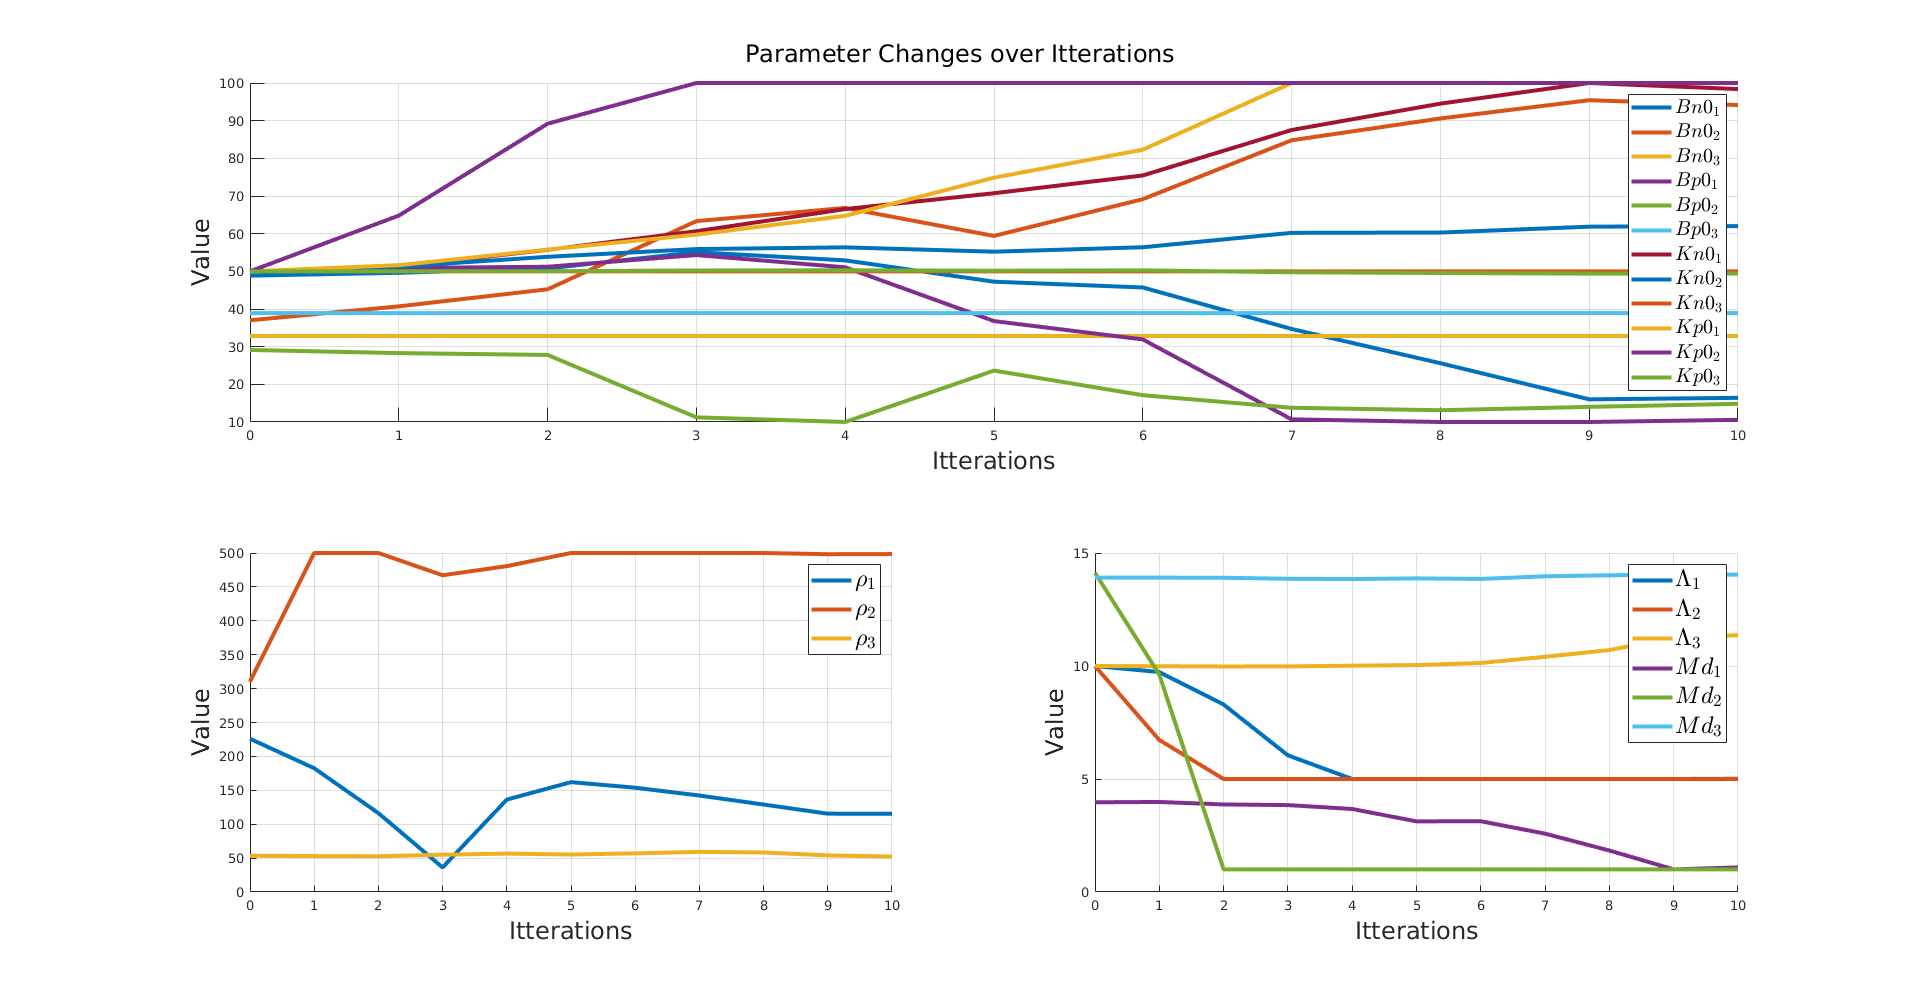 Parameter Changes over Itterations
Value
100
90
80
70
60
50
40
30
20
10
0 1 2 3 4 5 6 7 8 9 10
Itterations
Bn0₁
Bn0₂
Bn0₃
Bp0₁
Bp0₂
Bp0₃
Kn0₁
Kn0₂
Kn0₃
Kp0₁
Kp0₂
Kp0₃
Value
500
450
400
350
300
250
200
150
100
50
0
0 1 2 3 4 5 6 7 8 9 10
Itterations
ρ₁
ρ₂
ρ₃
Value
15
10
5
0
0 1 2 3 4 5 6 7 8 9 10
Itterations
Λ₁
Λ₂
Λ₃
Md₁
Md₂
Md₃